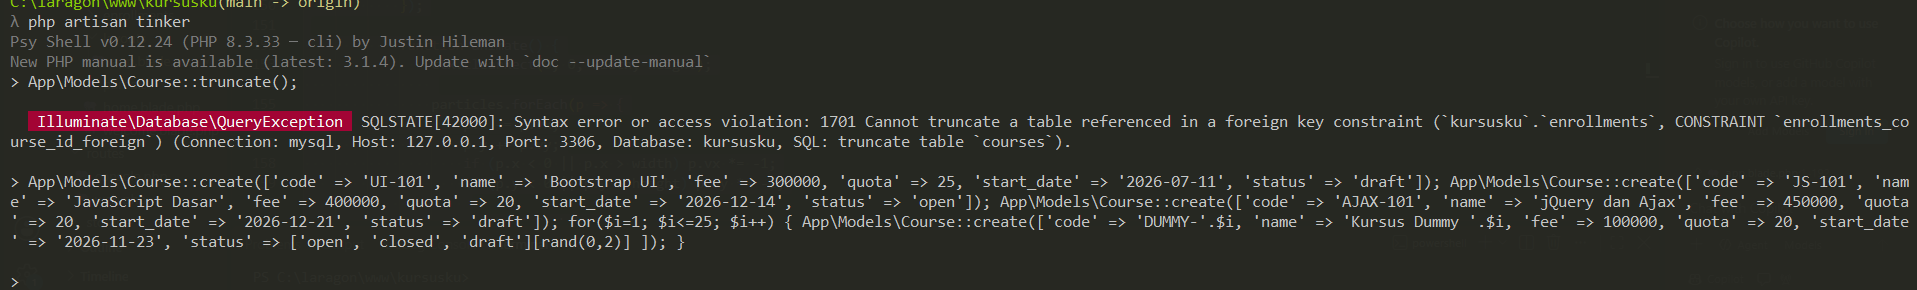 C:\laragon\www\kursusku(main -> origin)
λ php artisan tinker
Psy Shell v0.12.24 (PHP 8.3.33 — cli) by Justin Hileman
New PHP manual is available (latest: 3.1.4). Update with `doc --update-manual`
> App\Models\Course::truncate();
Illuminate\Database\QueryException  SQLSTATE[42000]: Syntax error or access violation: 1701 Cannot truncate a table referenced in a foreign key constraint (`kursusku`.`enrollments`, CONSTRAINT `enrollments_co
urse_id_foreign`) (Connection: mysql, Host: 127.0.0.1, Port: 3306, Database: kursusku, SQL: truncate table `courses`).
> App\Models\Course::create(['code' => 'UI-101', 'name' => 'Bootstrap UI', 'fee' => 300000, 'quota' => 25, 'start_date' => '2026-07-11', 'status' => 'draft']); App\Models\Course::create(['code' => 'JS-101', 'nam
e' => 'JavaScript Dasar', 'fee' => 400000, 'quota' => 20, 'start_date' => '2026-12-14', 'status' => 'open']); App\Models\Course::create(['code' => 'AJAX-101', 'name' => 'jQuery dan Ajax', 'fee' => 450000, 'quota
' => 20, 'start_date' => '2026-12-21', 'status' => 'draft']); for($i=1; $i<=25; $i++) { App\Models\Course::create(['code' => 'DUMMY-'.$i, 'name' => 'Kursus Dummy '.$i, 'fee' => 100000, 'quota' => 20, 'start_date
' => '2026-11-23', 'status' => ['open', 'closed', 'draft'][rand(0,2)] ]); }
>